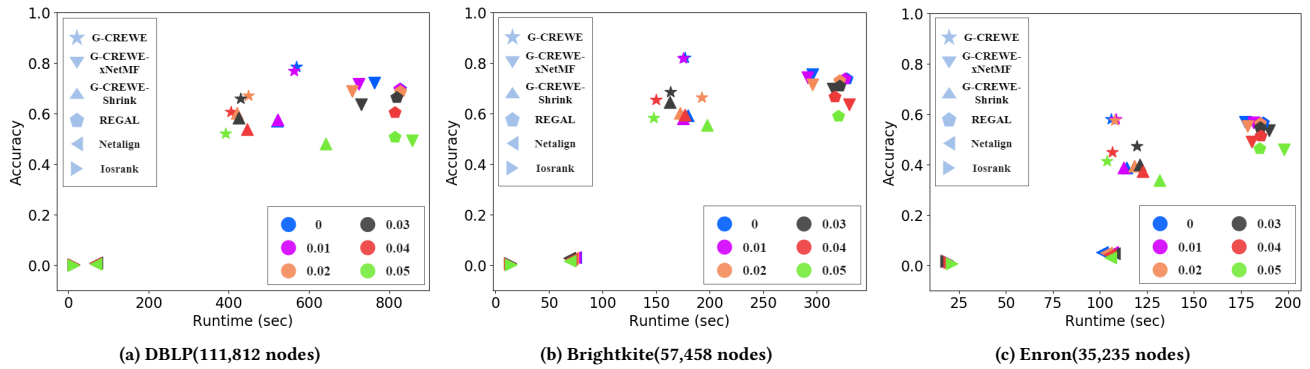 1.0
0.8
0.6
0.4
0.2
0.0
Accuracy
G-CREWE
G-CREWE-
xNetMF
G-CREWE-
Shrink
REGAL
Netalign
Iosrank
0 0.03
0.01 0.04
0.02 0.05
0 200 400 600 800
Runtime (sec)
(a) DBLP(111,812 nodes)
1.0
0.8
0.6
0.4
0.2
0.0
Accuracy
G-CREWE
G-CREWE-
xNetMF
G-CREWE-
Shrink
REGAL
Netalign
Iosrank
0 0.03
0.01 0.04
0.02 0.05
0 50 100 150 200 250 300
Runtime (sec)
(b) Brightkite(57,458 nodes)
1.0
0.8
0.6
0.4
0.2
0.0
Accuracy
G-CREWE
G-CREWE-
xNetMF
G-CREWE-
Shrink
REGAL
Netalign
Iosrank
0 0.03
0.01 0.04
0.02 0.05
25 50 75 100 125 150 175 200
Runtime (sec)
(c) Enron(35,235 nodes)